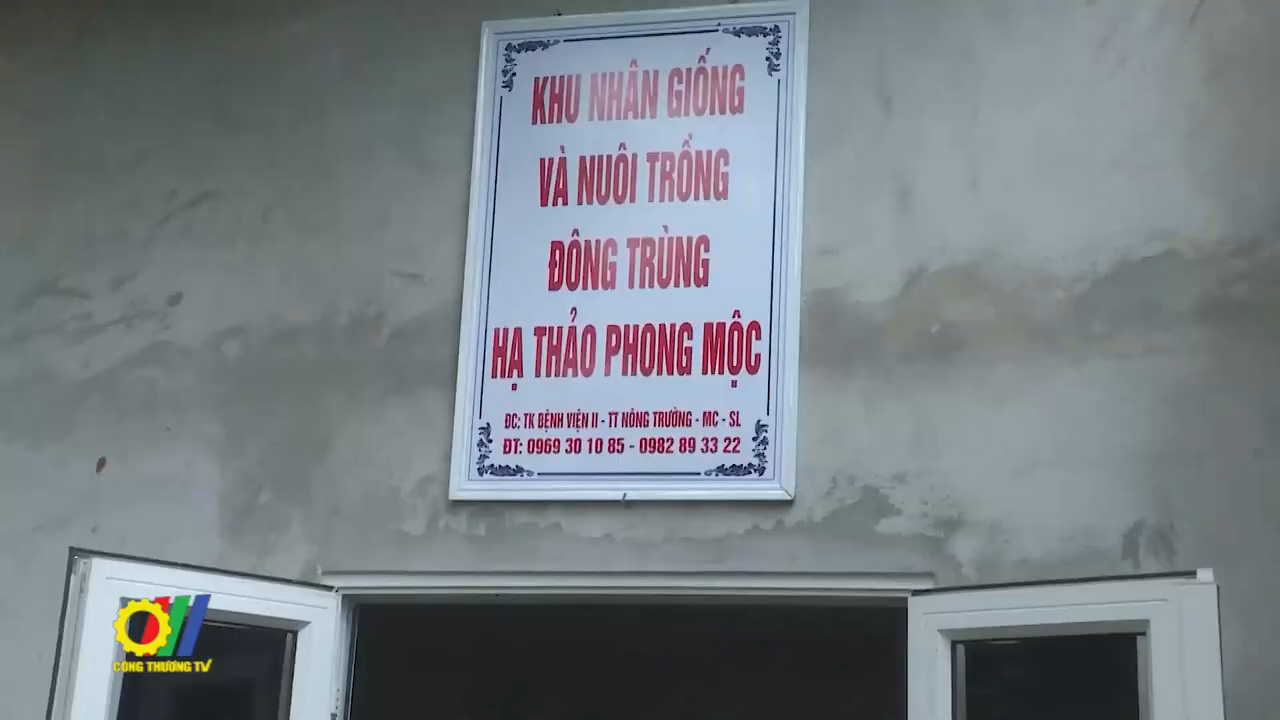 KHU NHÂN GIỐNG
VÀ NUÔI TRỒNG
ĐÔNG TRÙNG
HẠ THẢO PHONG MỘC
ĐC: TK BỆNH VIỆN II - TT NÔNG TRƯỜNG - MC - SL
ĐT: 0969 30 10 85 - 0982 89 33 22
CÔNG THƯƠNG TV